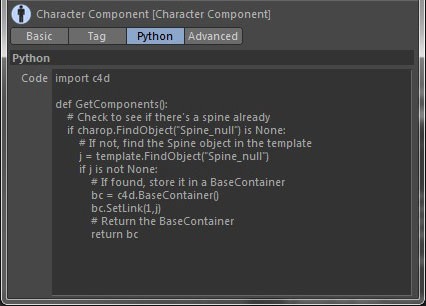 Character Component [Character Component]
Basic Tag Python Advanced
Python
Code import c4d
def GetComponents():
# Check to see if there's a spine already
if charop.FindObject("Spine_null") is None:
# If not, find the Spine object in the template
j = template.FindObject("Spine_null")
if j is not None:
# If found, store it in a BaseContainer
bc = c4d.BaseContainer()
bc.SetLink(1,j)
# Return the BaseContainer
return bc